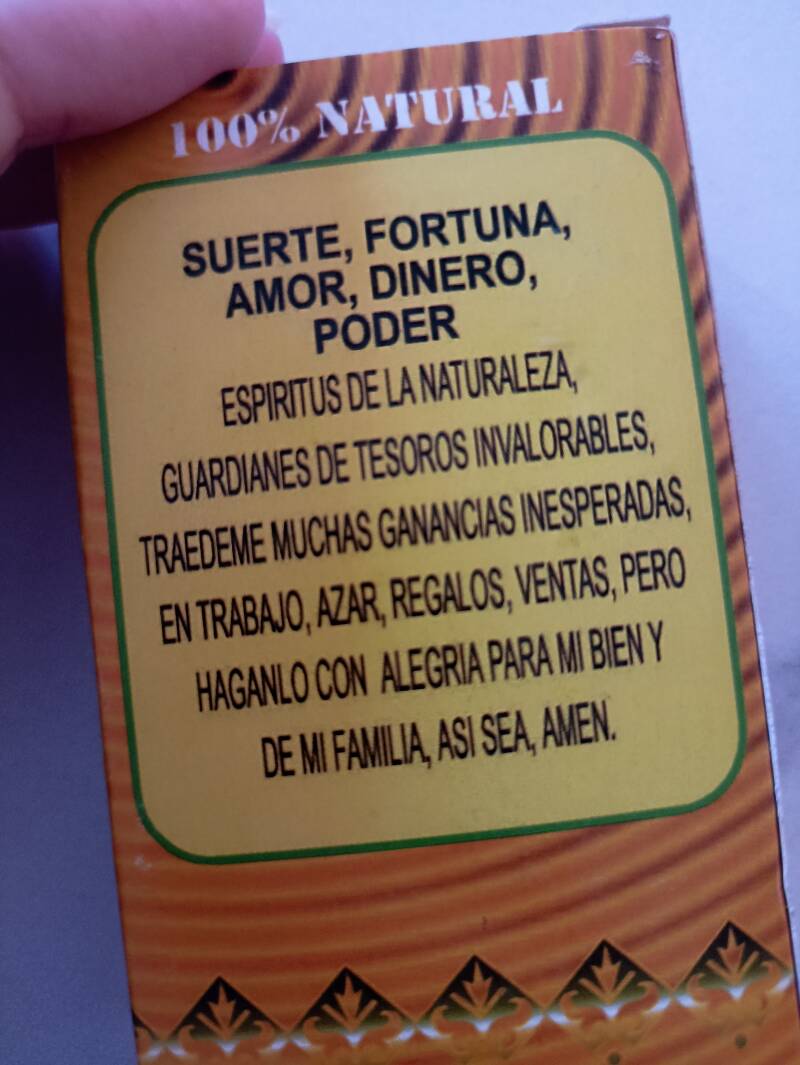 100% NATURAL
SUERTE, FORTUNA,
AMOR, DINERO,
PODER
ESPIRITUS DE LA NATURALEZA,
GUARDIANES DE TESOROS INVALORABLES,
TRAEDEME MUCHAS GANANCIAS INESPERADAS,
EN TRABAJO, AZAR, REGALOS, VENTAS, PERO
HAGANLO CON ALEGRIA PARA MI BIEN Y
DE MI FAMILIA, ASI SEA, AMEN.